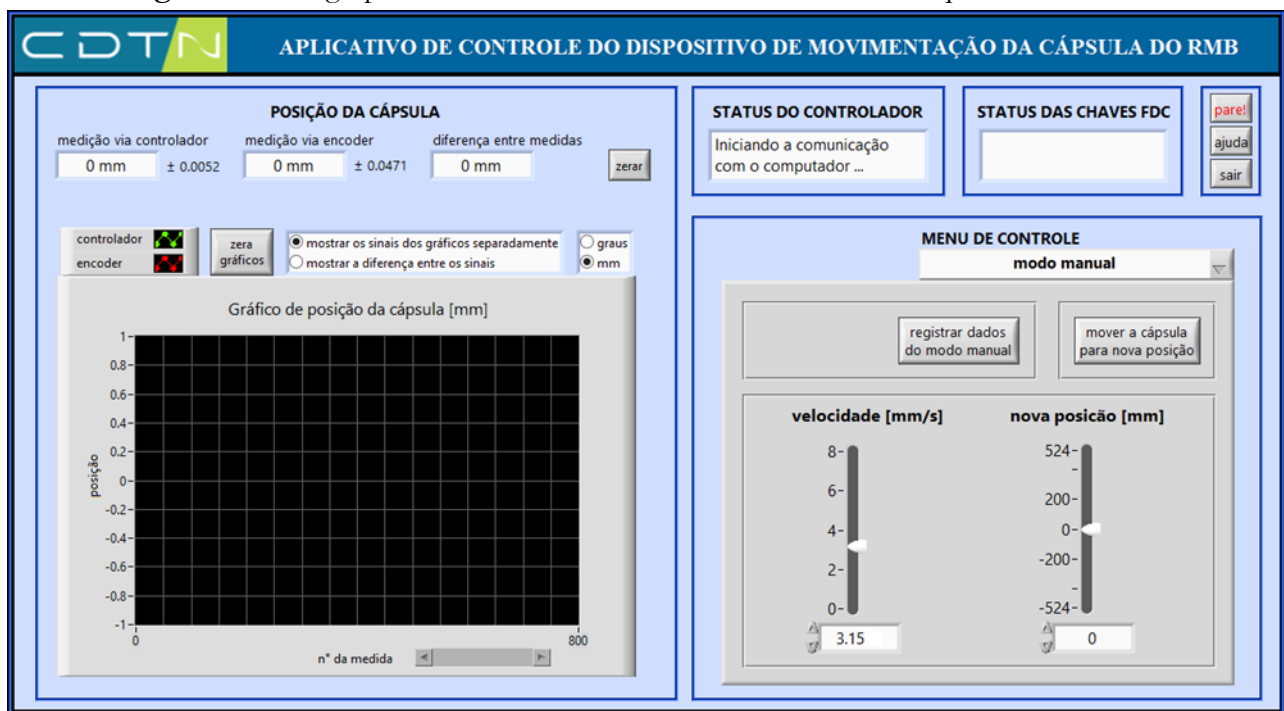 CDTN
APLICATIVO DE CONTROLE DO DISPOSITIVO DE MOVIMENTAÇÃO DA CÁPSULA DO RMB
POSIÇÃO DA CÁPSULA
medição via controlador
medição via encoder
diferença entre medidas
0 mm
± 0.0052
0 mm
± 0.0471
0 mm
zerar
controlador
encoder
zera
gráficos
mostrar os sinais dos gráficos separadamente
mostrar a diferença entre os sinais
graus
mm
Gráfico de posição da cápsula [mm]
posição
1
0.8
0.6
0.4
0.2
0
-0.2
-0.4
-0.6
-0.8
-1
0
800
n° da medida
STATUS DO CONTROLADOR
Iniciando a comunicação
com o computador ...
STATUS DAS CHAVES FDC
pare!
ajuda
sair
MENU DE CONTROLE
modo manual
registrar dados
do modo manual
mover a cápsula
para nova posição
velocidade [mm/s]
8
6
4
2
0
3.15
nova posicão [mm]
524
200
0
-200
-524
0